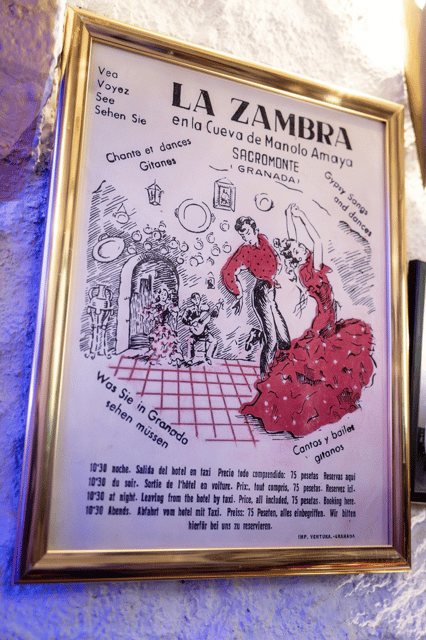 Vea
Voyez
See
Sehen Sie
LA ZAMBRA
en la Cueva de Manolo Amaya
SACROMONTE
(GRANADA)
Chants et dances
Gitanes
Gypsy Songs
and dances
Was Sie in Granada
sehen müssen
Cantos y bailes
gitanos
10'30 noche. Salida del hotel en taxi Precio todo comprendido: 75 pesetas Reservas aquí
10'30 du soir. Sortie de l'hôtel en voiture. Prix:, tout compris, 75 pesetas. Reservez ici.
10'30 at night. Leaving from the hotel by taxi. Price, all included, 75 pesetas. Booking here.
10'30 Abends. Abfahrt vom hotel mit Taxi. Preiss: 75 Peseten, alles einbegriffen. Wir bitten
hierfür bei uns zu reservieren.
IMP. VENTURA.-GRANADA